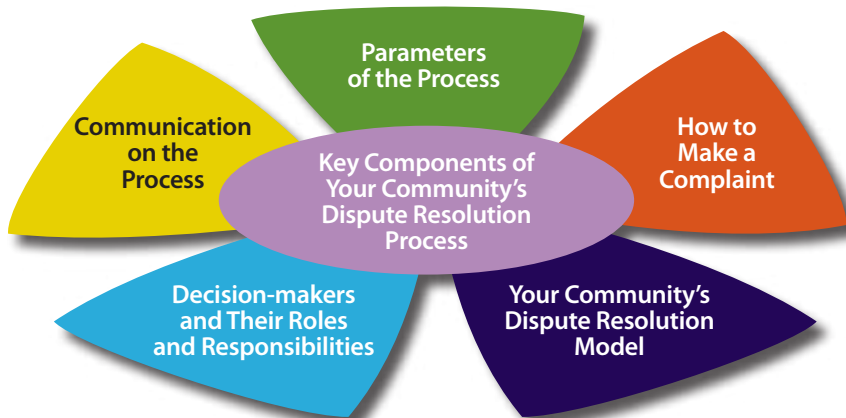 Parameters
of the Process
Communication
on the
Process
How to
Make a
Complaint
Key Components of
Your Community’s
Dispute Resolution
Process
Decision-makers
and Their Roles
and Responsibilities
Your Community’s
Dispute Resolution
Model